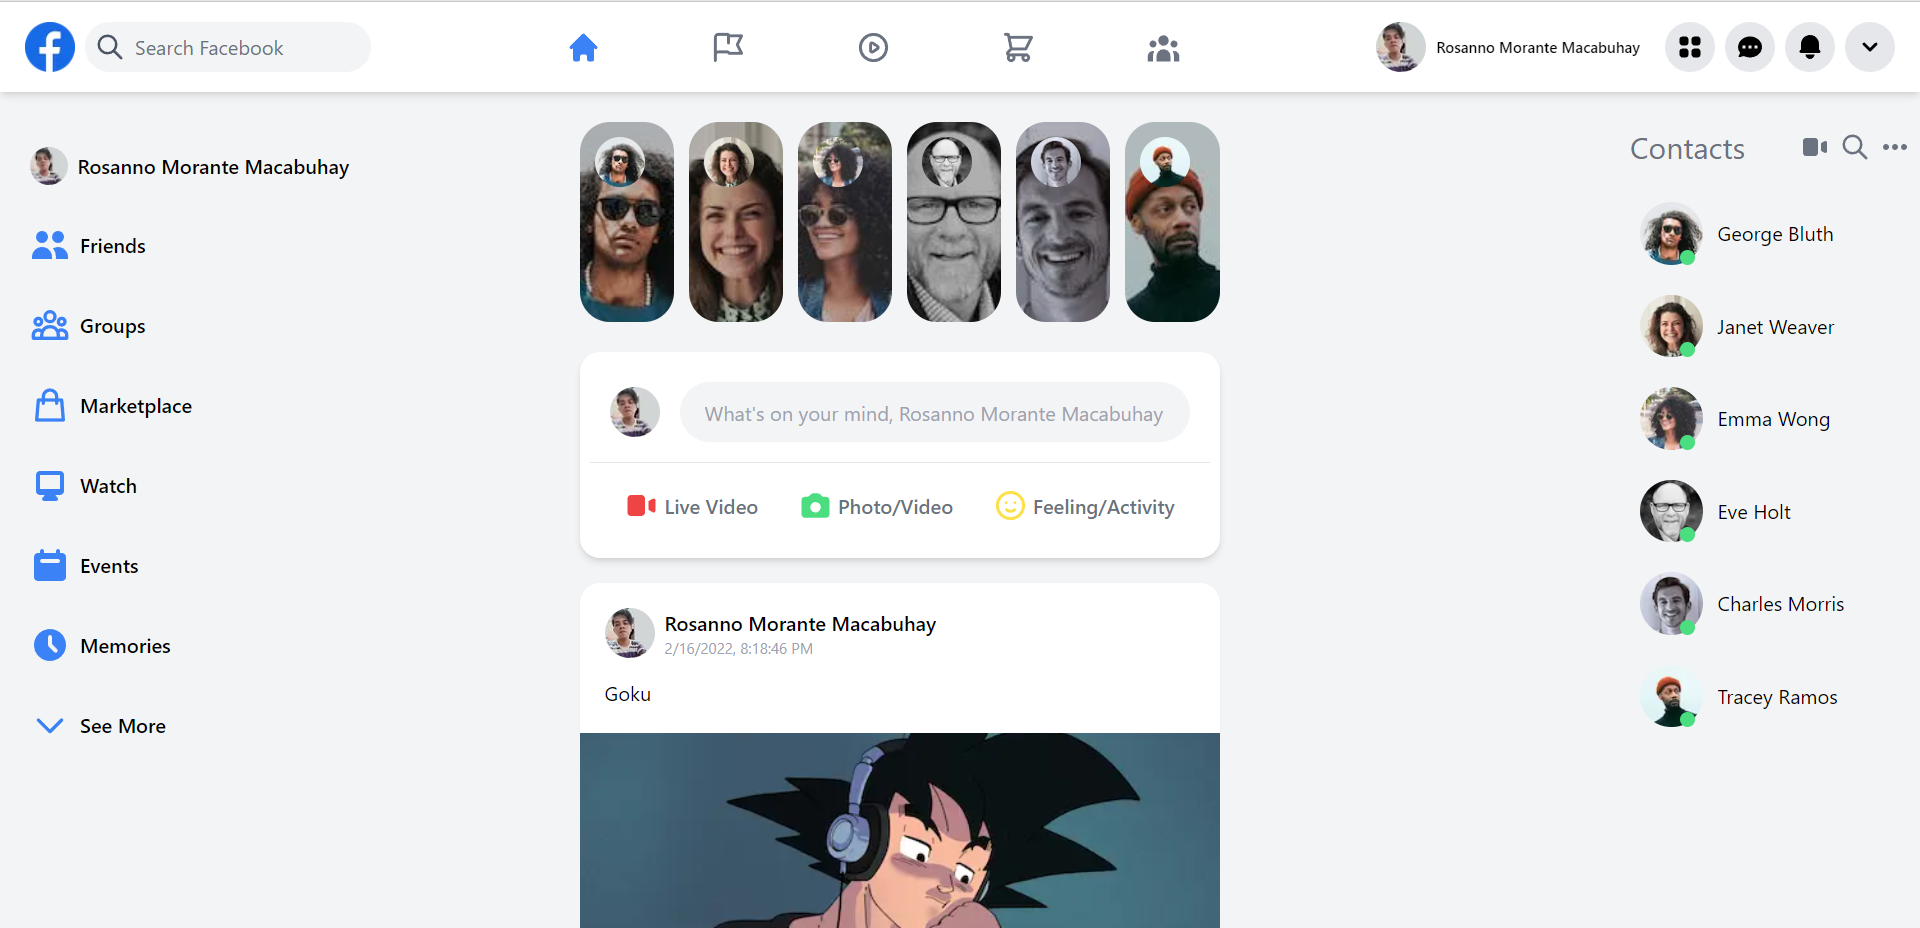 Search Facebook
Rosanno Morante Macabuhay
Rosanno Morante Macabuhay
Friends
Groups
Marketplace
Watch
Events
Memories
See More
What's on your mind, Rosanno Morante Macabuhay
Live Video
Photo/Video
Feeling/Activity
Rosanno Morante Macabuhay
2/16/2022, 8:18:46 PM
Goku
Contacts
George Bluth
Janet Weaver
Emma Wong
Eve Holt
Charles Morris
Tracey Ramos